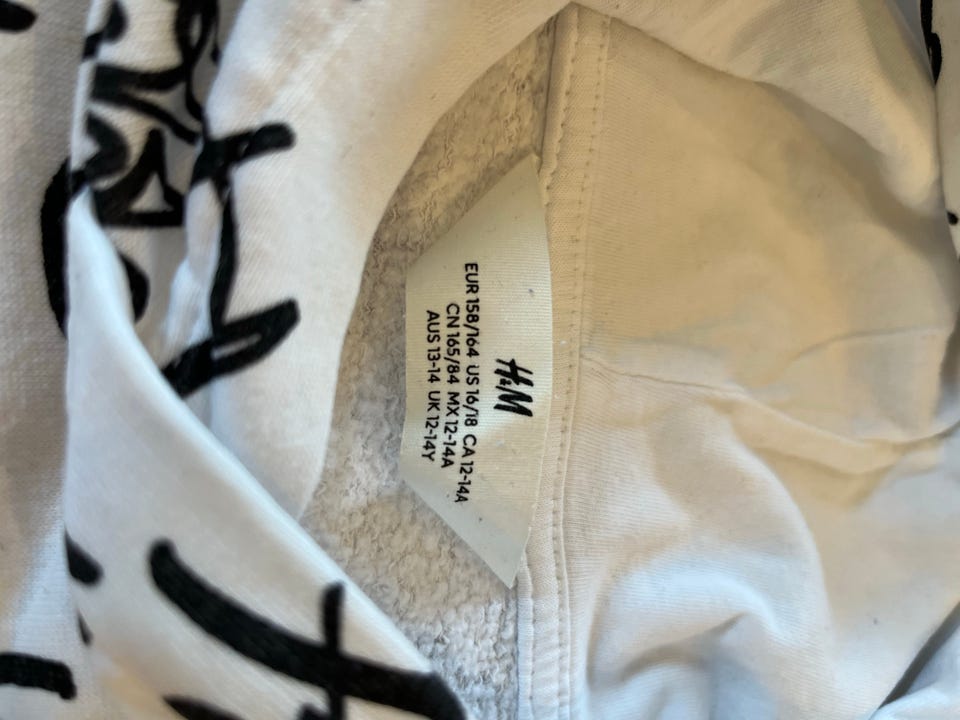 H&M
EUR 158/164 US 16/18 CA 12-14A
CN 165/84 MX 12-14A
AUS 13-14 UK 12-14Y